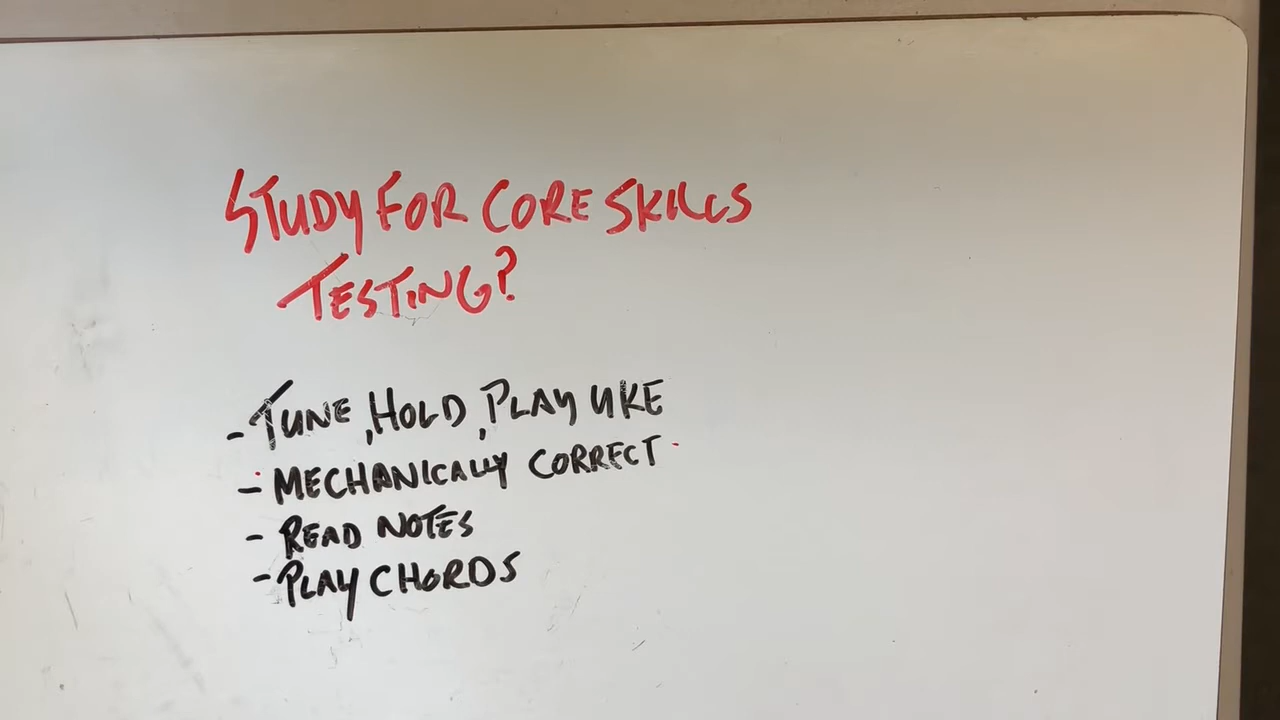 STUDY FOR CORE SKILLS
TESTING?
- TUNE, HOLD, PLAY UKE
- MECHANICALLY CORRECT
- READ NOTES
- PLAY CHORDS